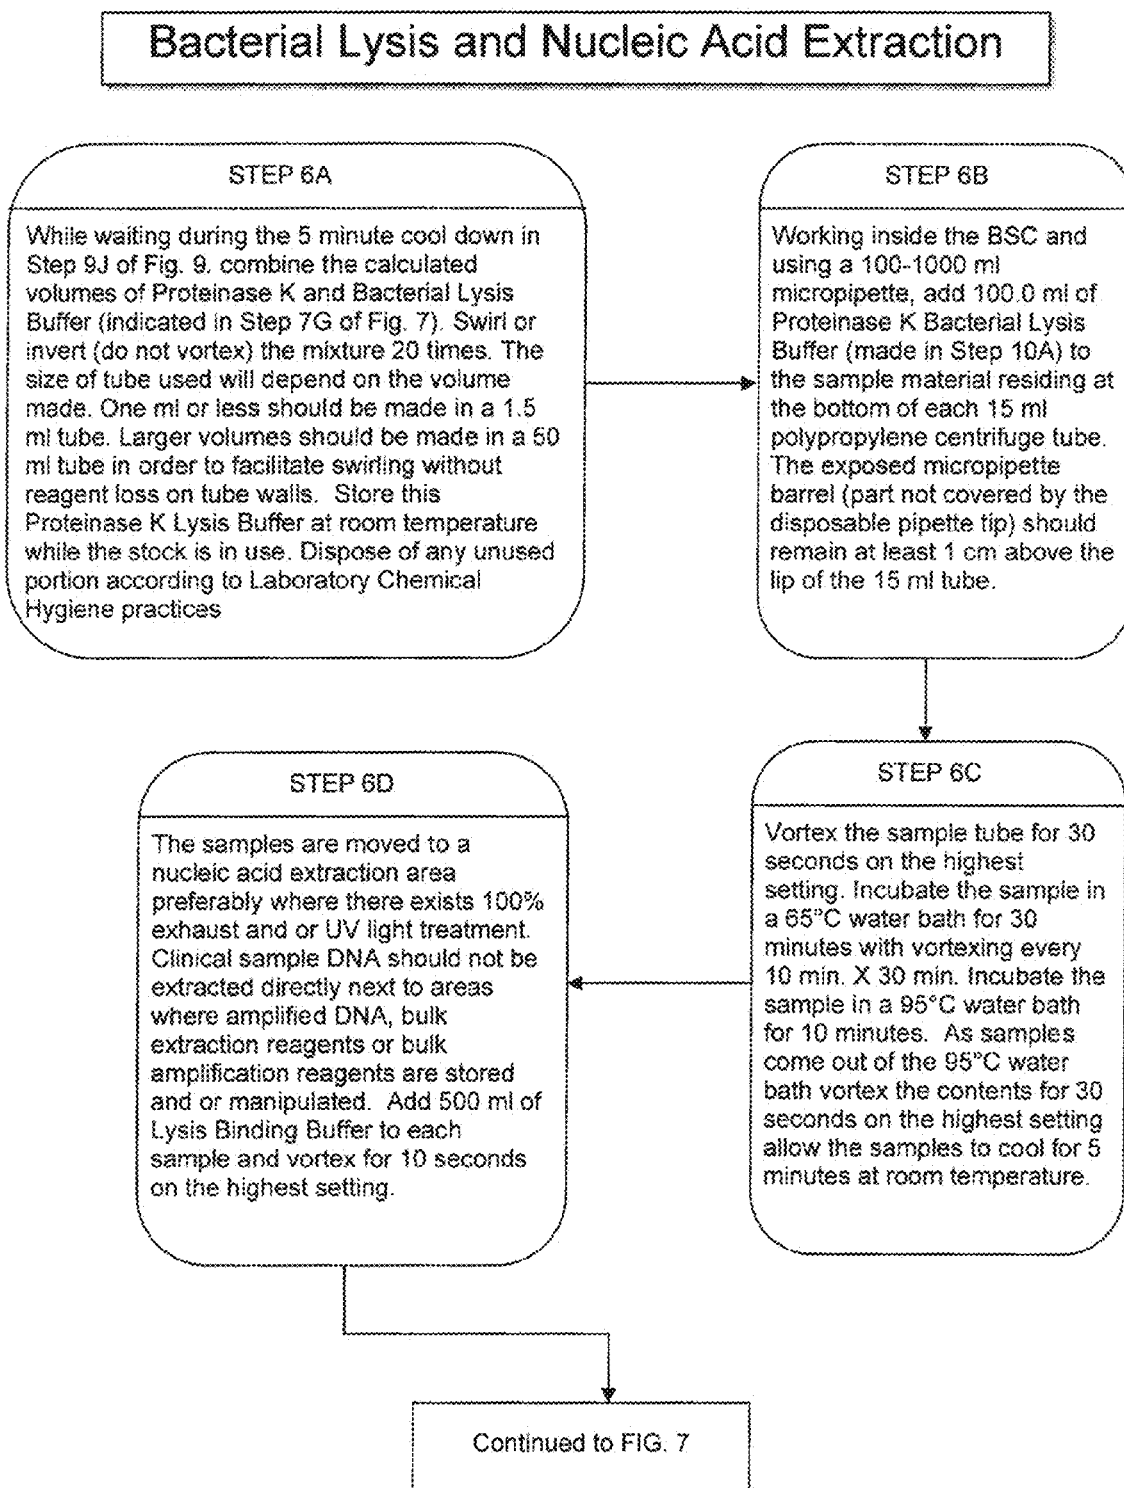 Bacterial Lysis and Nucleic Acid Extraction
STEP 6A
While waiting during the 5 minute cool down in
Step 9J of Fig. 9, combine the calculated
volumes of Proteinase K and Bacterial Lysis
Buffer (indicated in Step 7G of Fig. 7). Swirl or
invert (do not vortex) the mixture 20 times. The
size of tube used will depend on the volume
made. One ml or less should be made in a 1.5
ml tube. Larger volumes should be made in a 50
ml tube in order to facilitate swirling without
reagent loss on tube walls. Store this
Proteinase K Lysis Buffer at room temperature
while the stock is in use. Dispose of any unused
portion according to Laboratory Chemical
Hygiene practices
STEP 6B
Working inside the BSC and
using a 100-1000 ml
micropipette, add 100.0 ml of
Proteinase K Bacterial Lysis
Buffer (made in Step 10A) to
the sample material residing at
the bottom of each 15 ml
polypropylene centrifuge tube.
The exposed micropipette
barrel (part not covered by the
disposable pipette tip) should
remain at least 1 cm above the
lip of the 15 ml tube.
STEP 6C
Vortex the sample tube for 30
seconds on the highest
setting. Incubate the sample in
a 65°C water bath for 30
minutes with vortexing every
10 min. X 30 min. Incubate the
sample in a 95°C water bath
for 10 minutes. As samples
come out of the 95°C water
bath vortex the contents for 30
seconds on the highest setting
allow the samples to cool for 5
minutes at room temperature.
STEP 6D
The samples are moved to a
nucleic acid extraction area
preferably where there exists 100%
exhaust and or UV light treatment.
Clinical sample DNA should not be
extracted directly next to areas
where amplified DNA, bulk
extraction reagents or bulk
amplification reagents are stored
and or manipulated. Add 500 ml of
Lysis Binding Buffer to each
sample and vortex for 10 seconds
on the highest setting.
Continued to FIG. 7